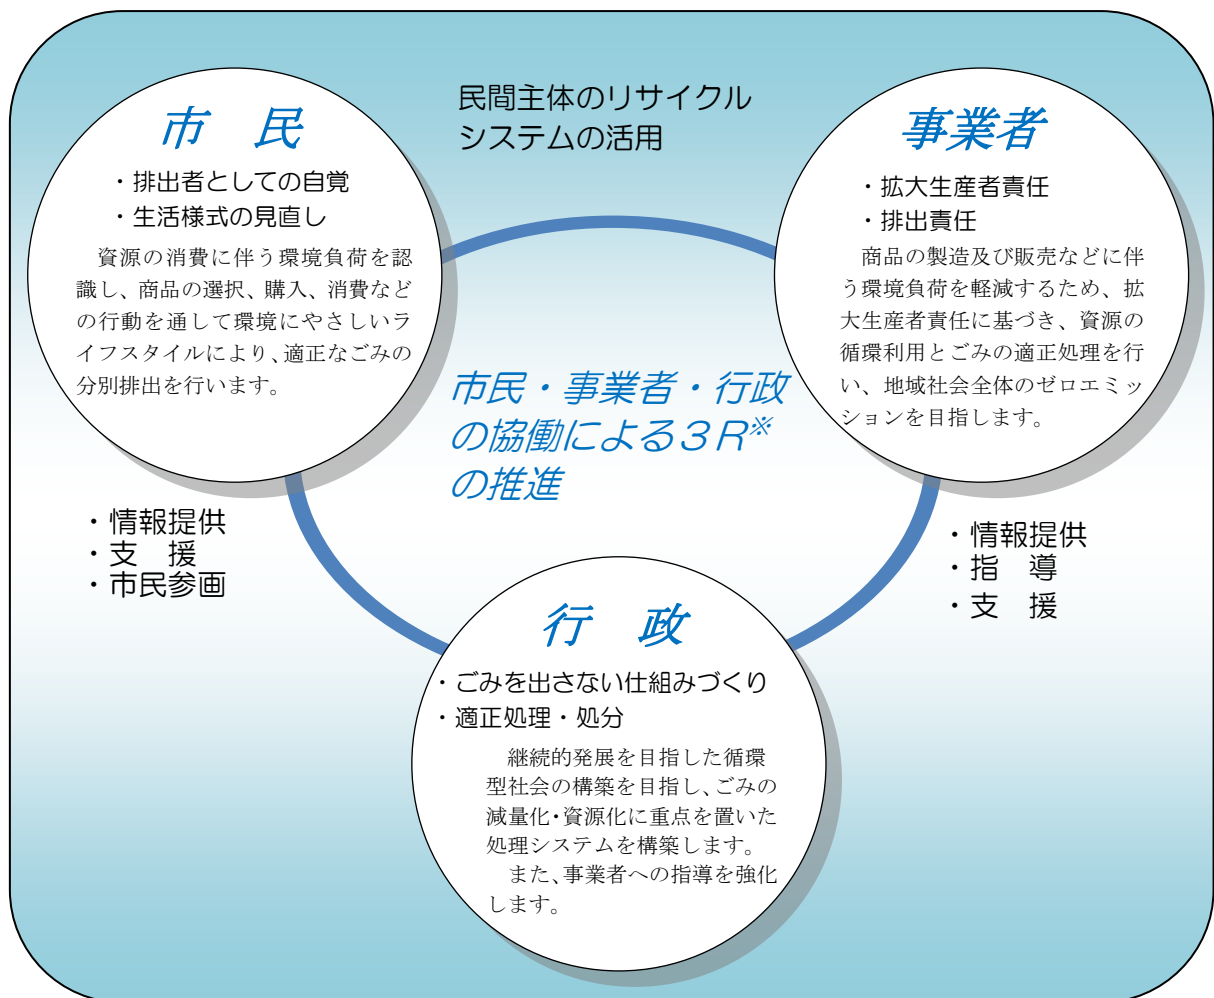 民間主体のリサイクル
システムの活用
市　民
・排出者としての自覚
・生活様式の見直し
　資源の消費に伴う環境負荷を認
識し、商品の選択、購入、消費など
の行動を通して環境にやさしいラ
イフスタイルにより、適正なごみの
分別排出を行います。
事業者
・拡大生産者責任
・排出責任
　商品の製造及び販売などに伴
う環境負荷を軽減するため、拡
大生産者責任に基づき、資源の
循環利用とごみの適正処理を行
い、地域社会全体のゼロエミッ
ションを目指します。
市民・事業者・行政
の協働による３Ｒ※
の推進
・情報提供
・支　援
・市民参画
・情報提供
・指　導
・支　援
行　政
・ごみを出さない仕組みづくり
・適正処理・処分
　継続的発展を目指した循環
型社会の構築を目指し、ごみの
減量化・資源化に重点を置いた
処理システムを構築します。
　また、事業者への指導を強化
します。